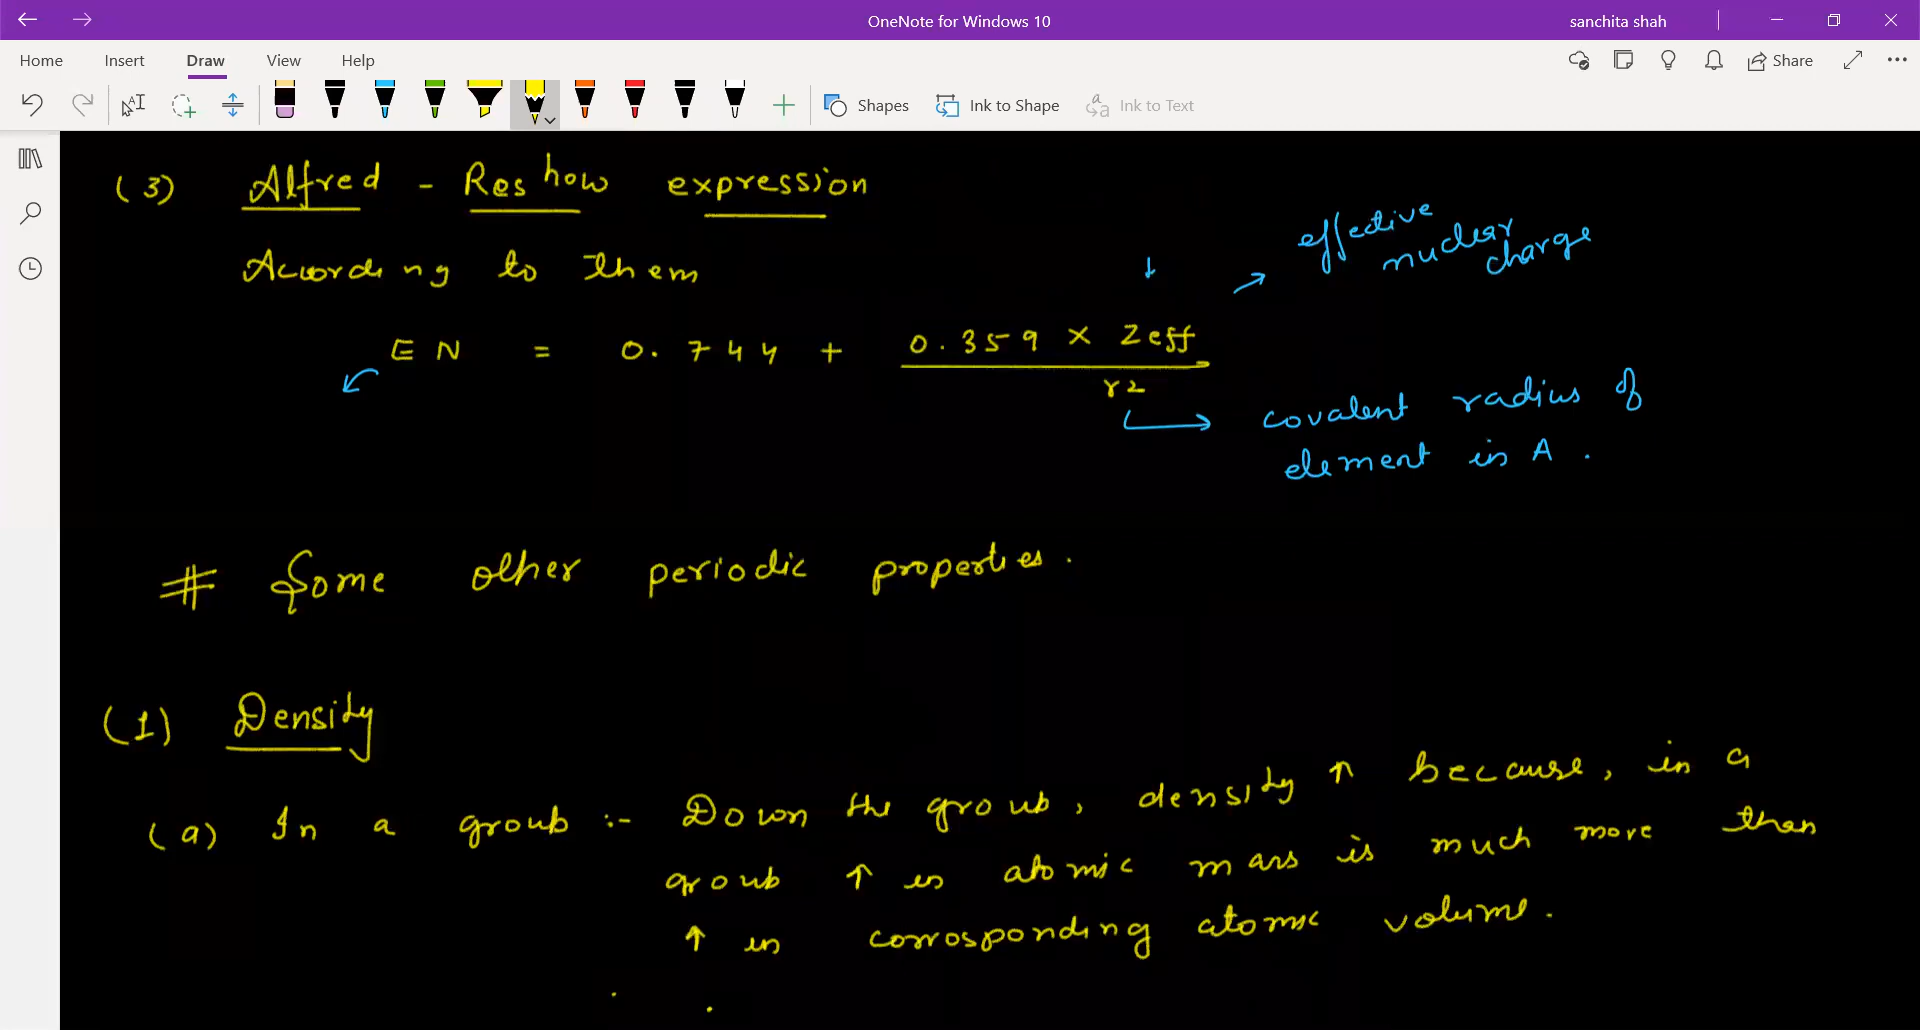 OneNote for Windows 10
sanchita shah
Home Insert Draw View Help
Share
Shapes Ink to Shape Ink to Text
(3) Alfred - Reshow expression
According to them
effective nuclear charge
EN = 0.744 + 0.359 × Zeff
r2
covalent radius of
element in A.
# Some other periodic properties.
(1) Density
(a) In a group :- Down the group, density ↑ because, in a
group ↑ in atomic mass is much more than
↑ in corrosponding atomic volume.